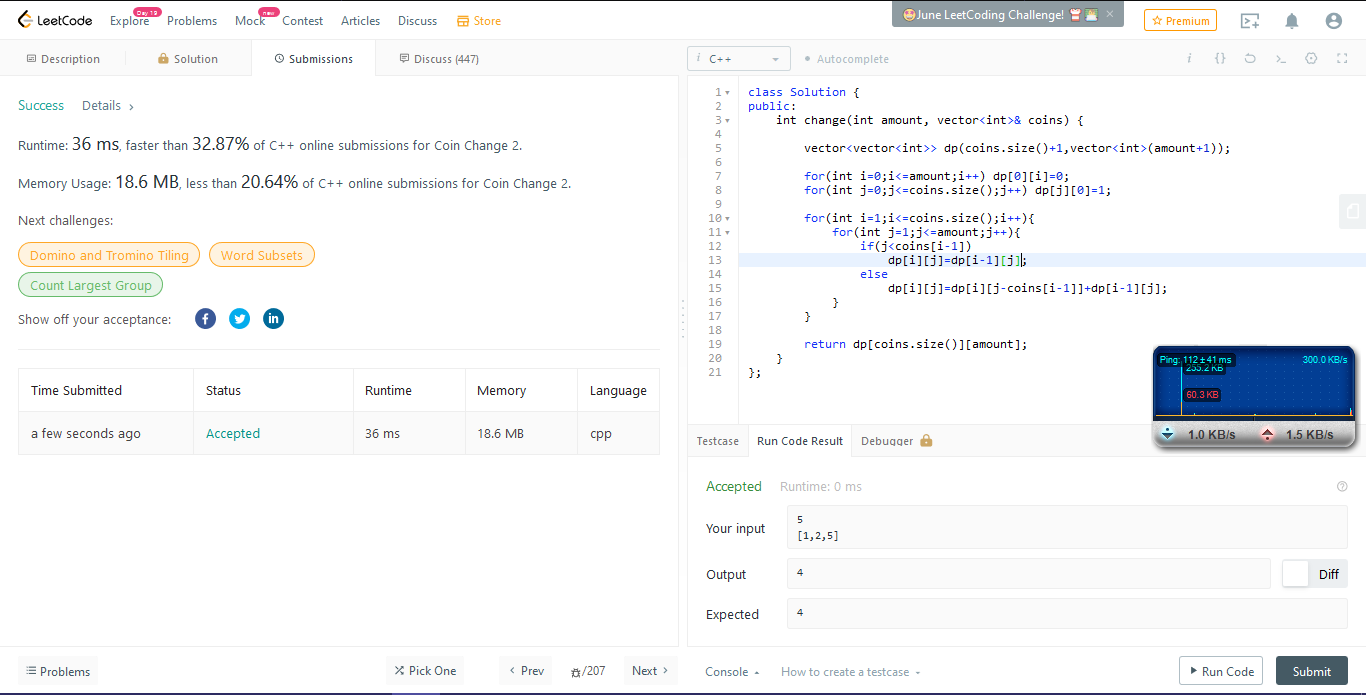 LeetCode Explore Day 19 Problems Mock new Contest Articles Discuss Store
😍June LeetCoding Challenge! ×
Premium
Description Solution Submissions Discuss (447)
Success Details >
Runtime: 36 ms, faster than 32.87% of C++ online submissions for Coin Change 2.
Memory Usage: 18.6 MB, less than 20.64% of C++ online submissions for Coin Change 2.
Next challenges:
Domino and Tromino Tiling Word Subsets
Count Largest Group
Show off your acceptance:
Time Submitted Status Runtime Memory Language
a few seconds ago Accepted 36 ms 18.6 MB cpp
Problems Pick One < Prev /207 Next >
i C++ Autocomplete
1 class Solution {
2 public:
3     int change(int amount, vector<int>& coins) {
4
5         vector<vector<int>> dp(coins.size()+1,vector<int>(amount+1));
6
7         for(int i=0;i<=amount;i++) dp[0][i]=0;
8         for(int j=0;j<=coins.size();j++) dp[j][0]=1;
9
10         for(int i=1;i<=coins.size();i++){
11             for(int j=1;j<=amount;j++){
12                 if(j<coins[i-1])
13                     dp[i][j]=dp[i-1][j];
14                 else
15                     dp[i][j]=dp[i][j-coins[i-1]]+dp[i-1][j];
16             }
17         }
18
19         return dp[coins.size()][amount];
20     }
21 };
Ping: 112 ± 41 ms 300.0 KB/s
255.2 KB
60.3 KB
1.0 KB/s 1.5 KB/s
Testcase Run Code Result Debugger
Accepted Runtime: 0 ms
Your input
5
[1,2,5]
Output 4 Diff
Expected 4
Console How to create a testcase Run Code Submit